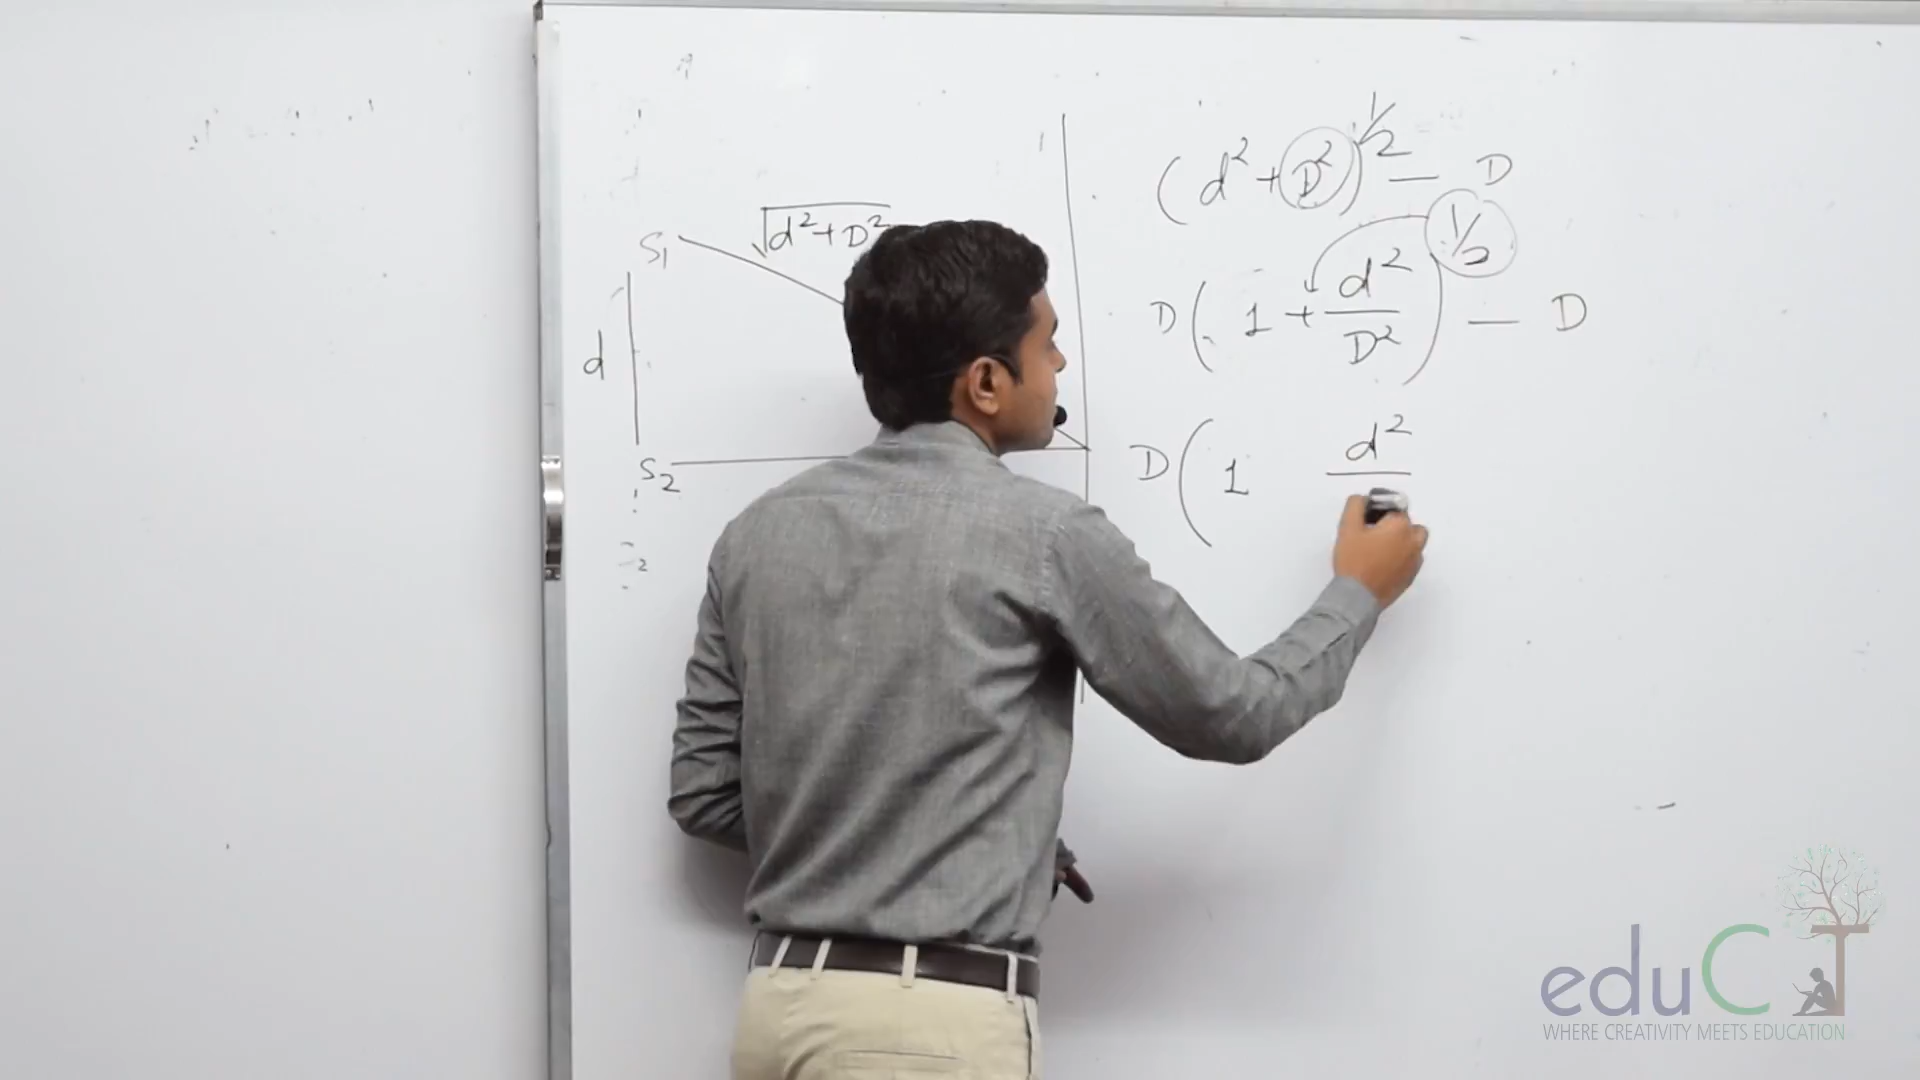 S₁
√d²+D²
d
S₂
(d²+D²)^1/2 — D
D(1+d²/D²)^1/2 — D
D(1 d²
eduCT
WHERE CREATIVITY MEETS EDUCATION